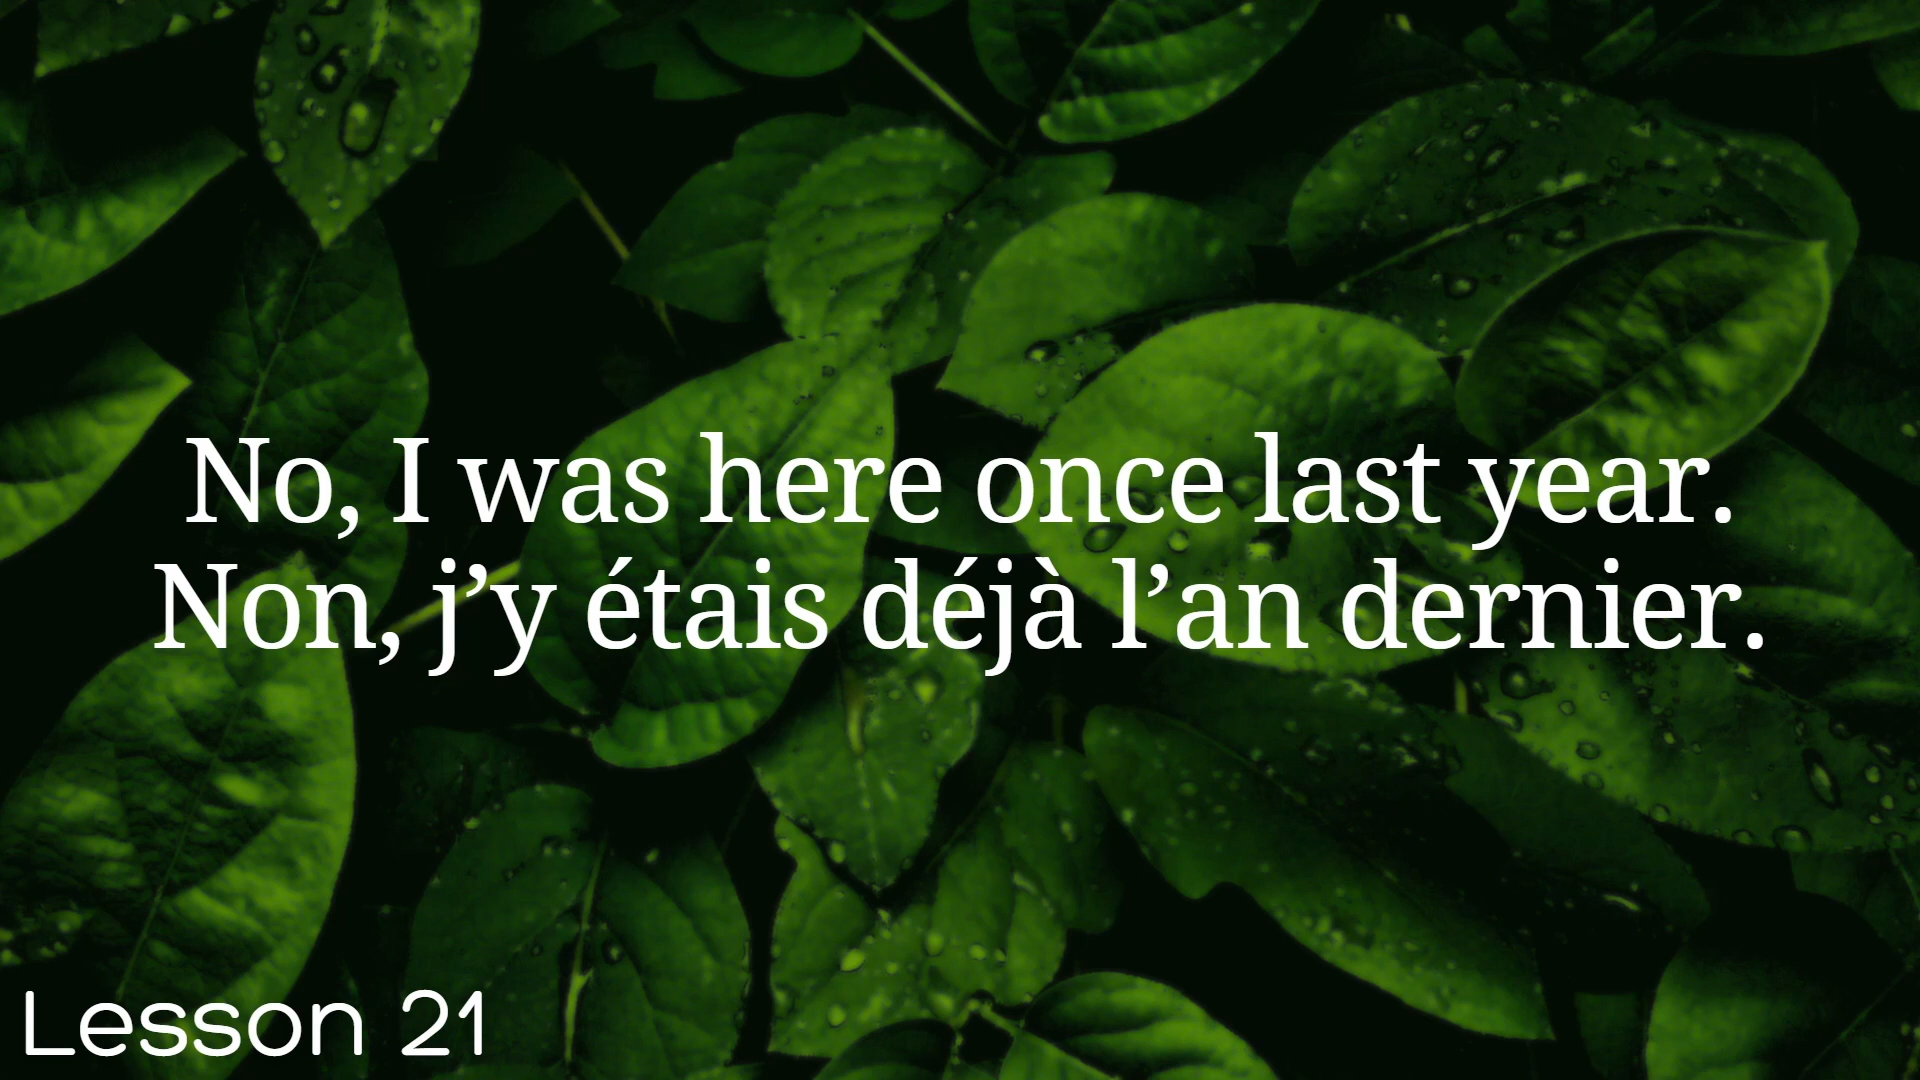 No, I was here once last year.
Non, j’y étais déjà l’an dernier.
Lesson 21